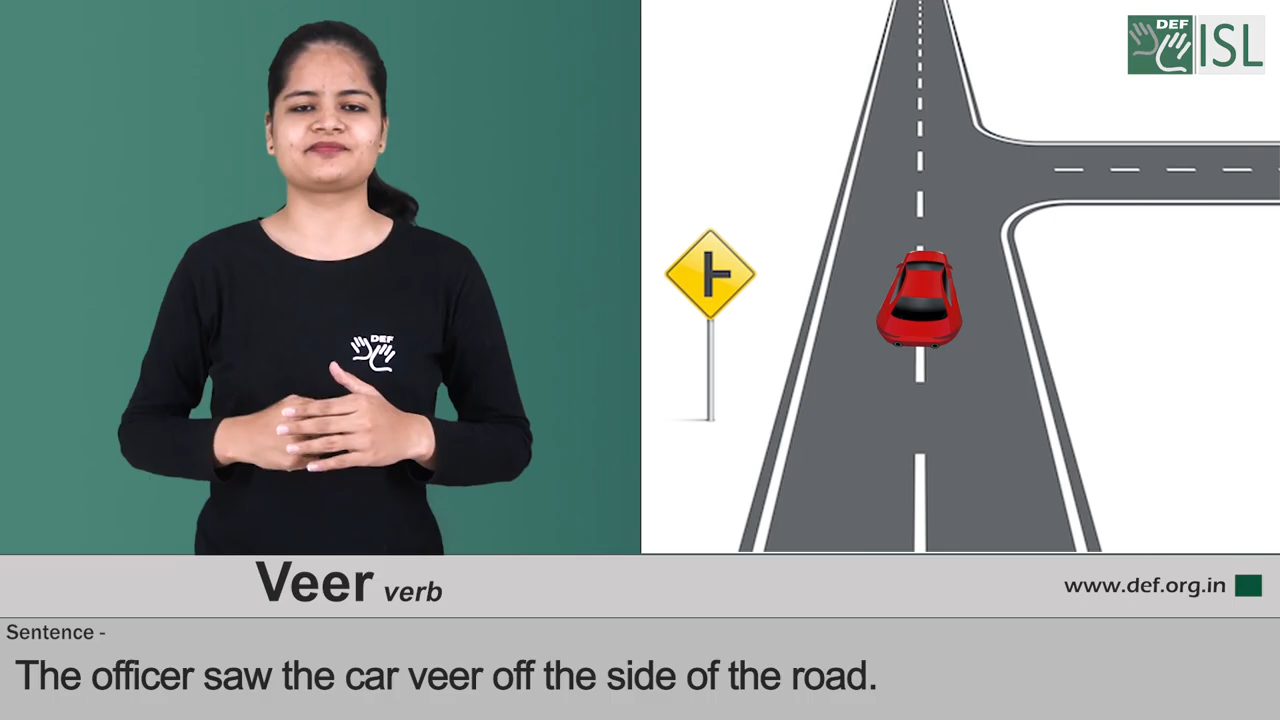 DEF
ISL
DEF
Veer verb
www.def.org.in
Sentence -
The officer saw the car veer off the side of the road.